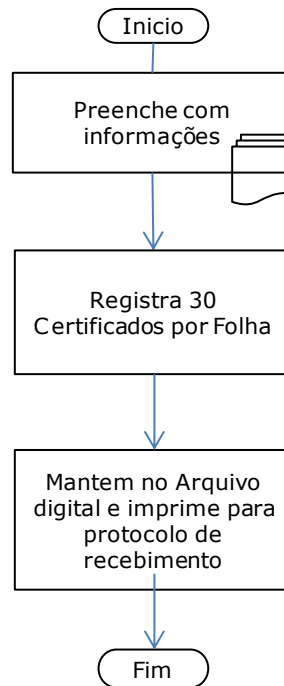 Inicio
Preenche com
informações
Registra 30
Certificados por Folha
Mantem no Arquivo
digital e imprime para
protocolo de
recebimento
Fim